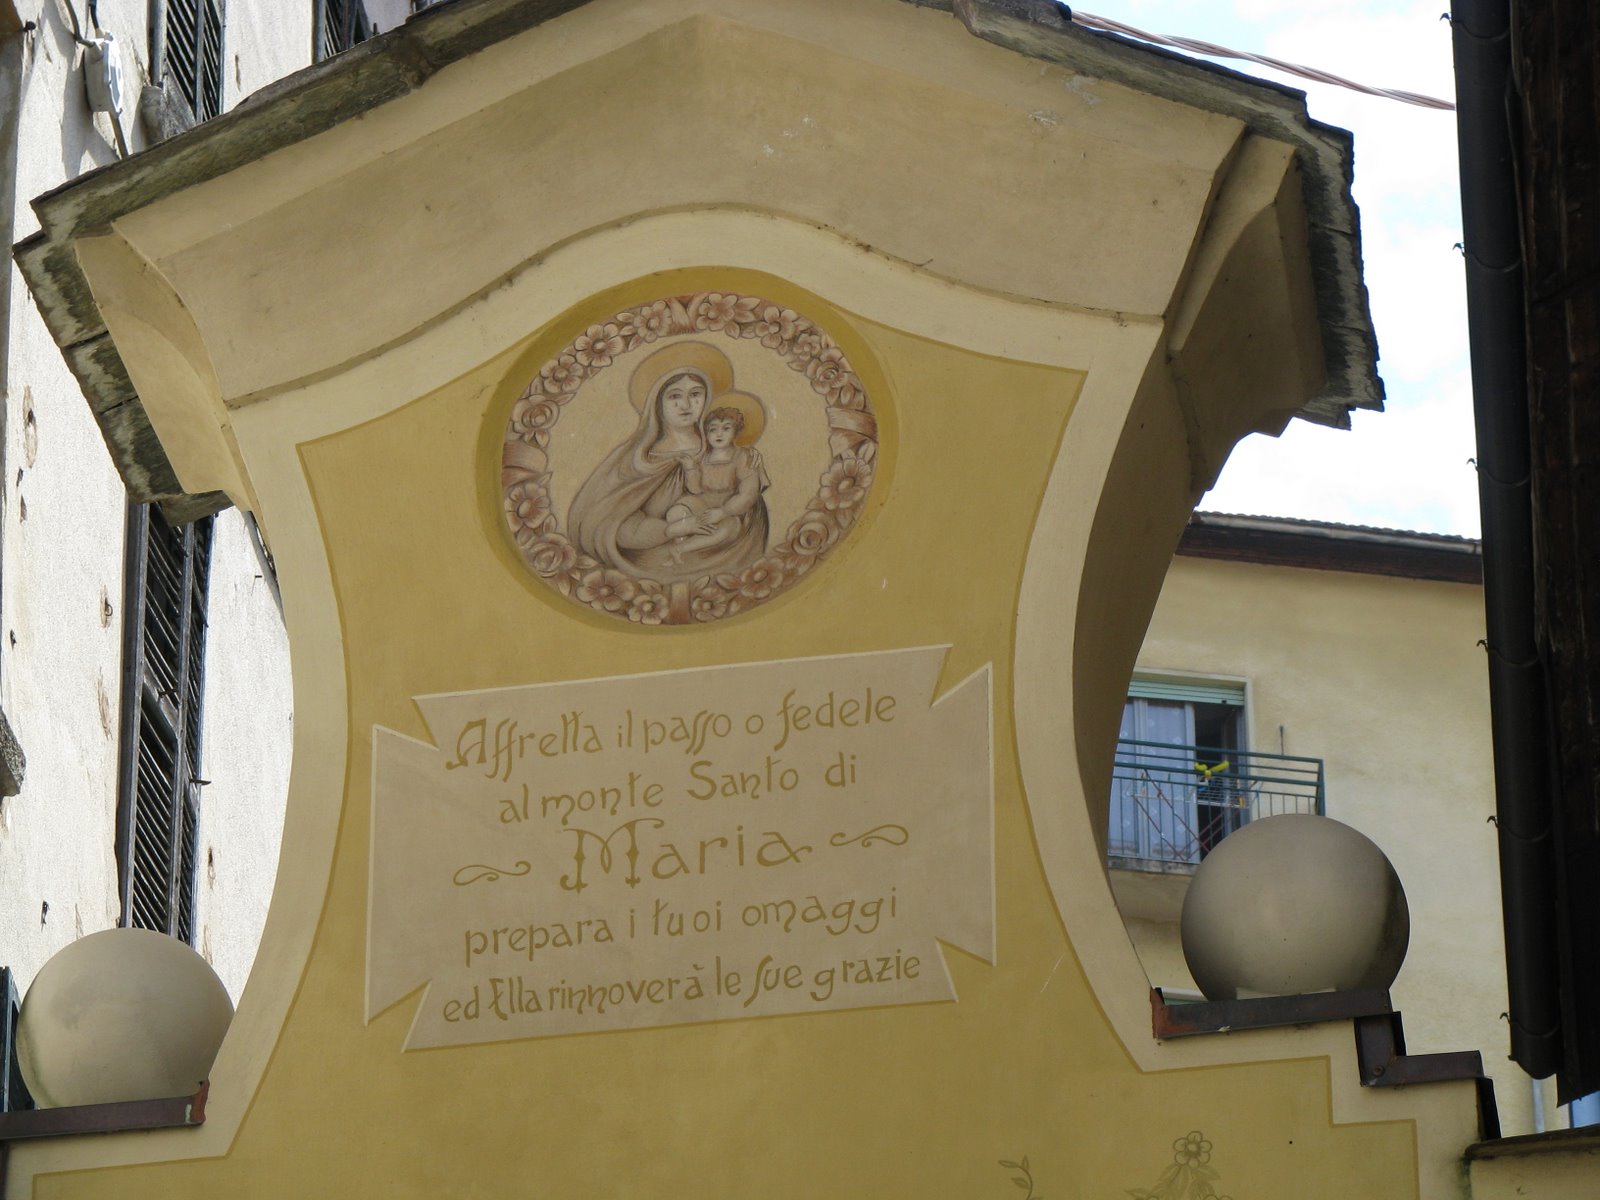 Affretta il passo o fedele
al monte Santo di
Maria
prepara i tuoi omaggi
ed Ella rinnoverà le sue grazie